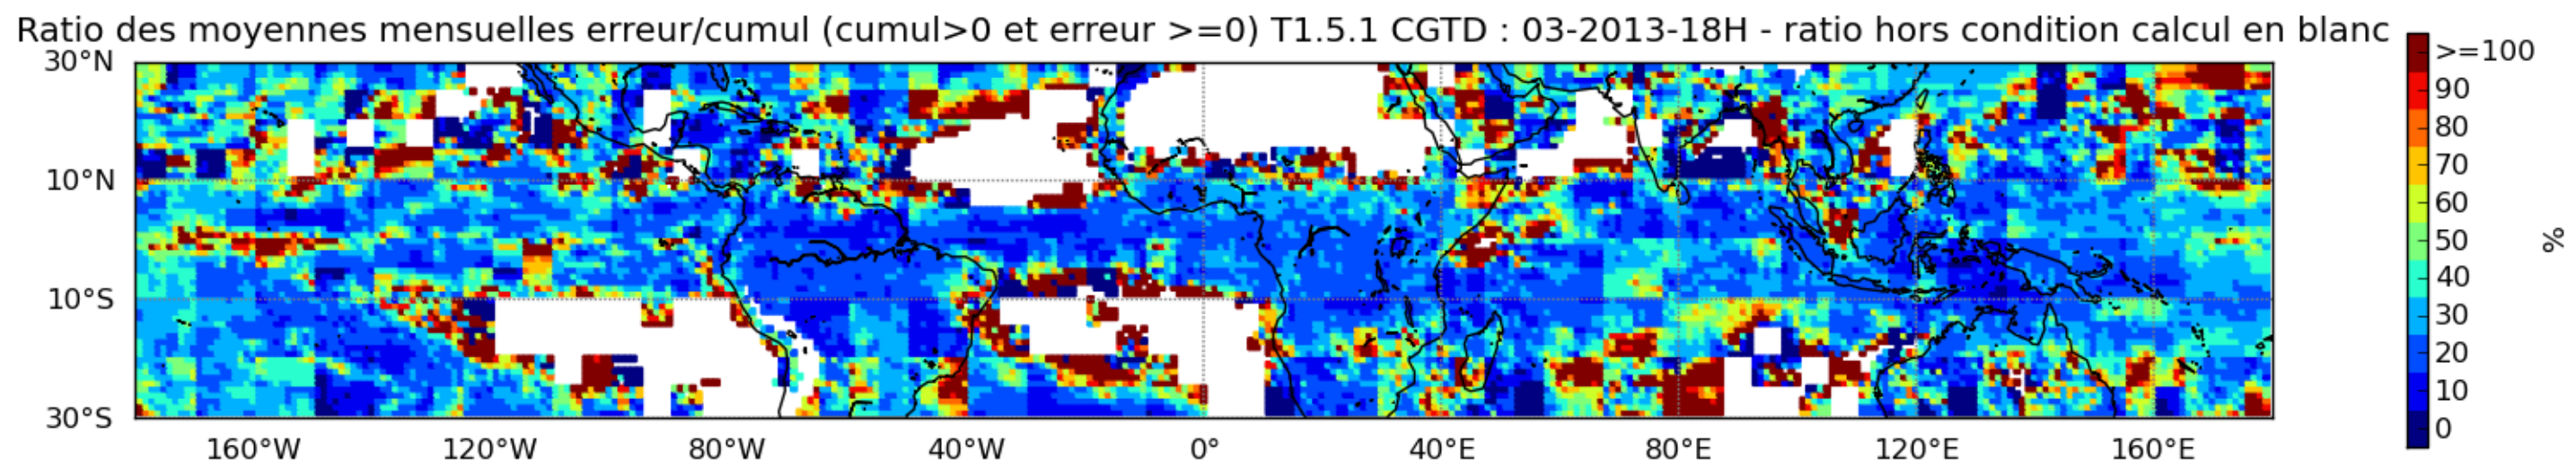 Ratio des moyennes mensuelles erreur/cumul (cumul>0 et erreur >=0) T1.5.1 CGTD : 03-2013-18H - ratio hors condition calcul en blanc
30°N
10°N
10°S
30°S
160°W 120°W 80°W 40°W 0° 40°E 80°E 120°E 160°E
>=100
90
80
70
60
50
40
30
20
10
0
%